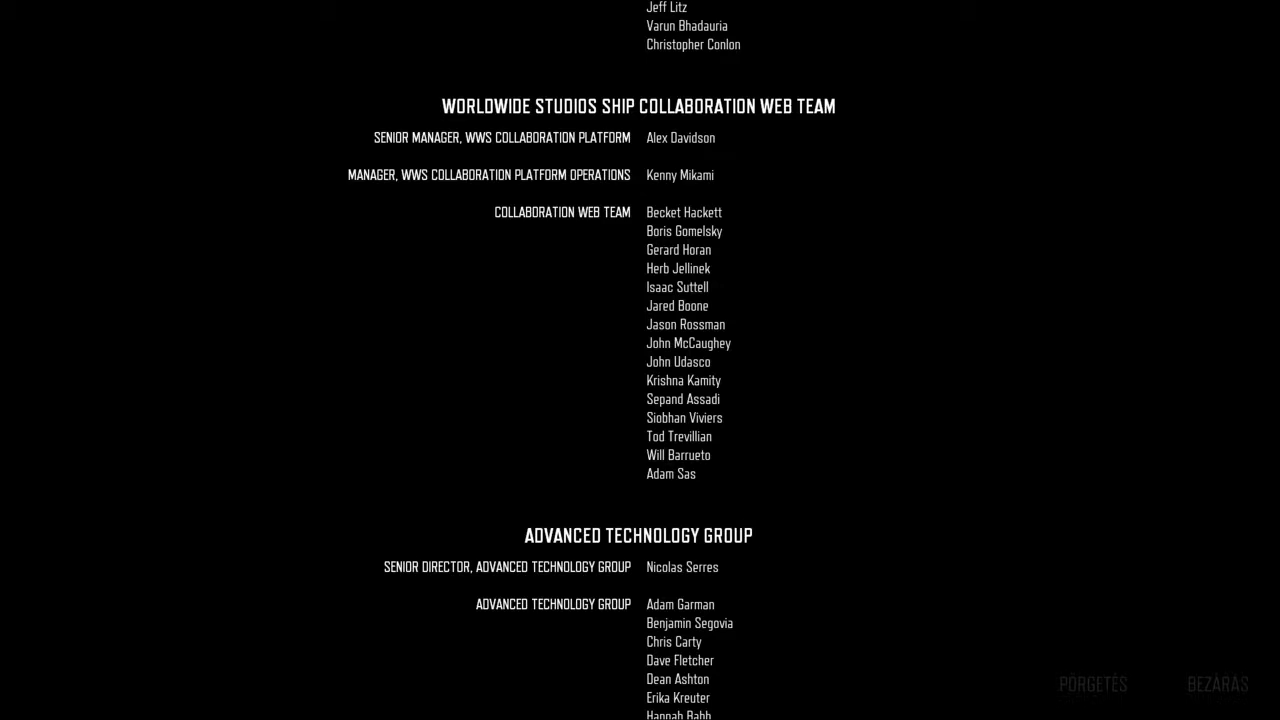 Jeff Litz
Varun Bhadauria
Christopher Conlon
WORLDWIDE STUDIOS SHIP COLLABORATION WEB TEAM
SENIOR MANAGER, WWS COLLABORATION PLATFORM Alex Davidson
MANAGER, WWS COLLABORATION PLATFORM OPERATIONS Kenny Mikami
COLLABORATION WEB TEAM Becket Hackett
Boris Gomelsky
Gerard Horan
Herb Jellinek
Isaac Suttell
Jared Boone
Jason Rossman
John McCaughey
John Udasco
Krishna Kamity
Sepand Assadi
Siobhan Viviers
Tod Trevillian
Will Barrueto
Adam Sas
ADVANCED TECHNOLOGY GROUP
SENIOR DIRECTOR, ADVANCED TECHNOLOGY GROUP Nicolas Serres
ADVANCED TECHNOLOGY GROUP Adam Garman
Benjamin Segovia
Chris Carty
Dave Fletcher
Dean Ashton
Erika Kreuter
Hannah Babb
PÖRGETÉS BEZÁRÁS